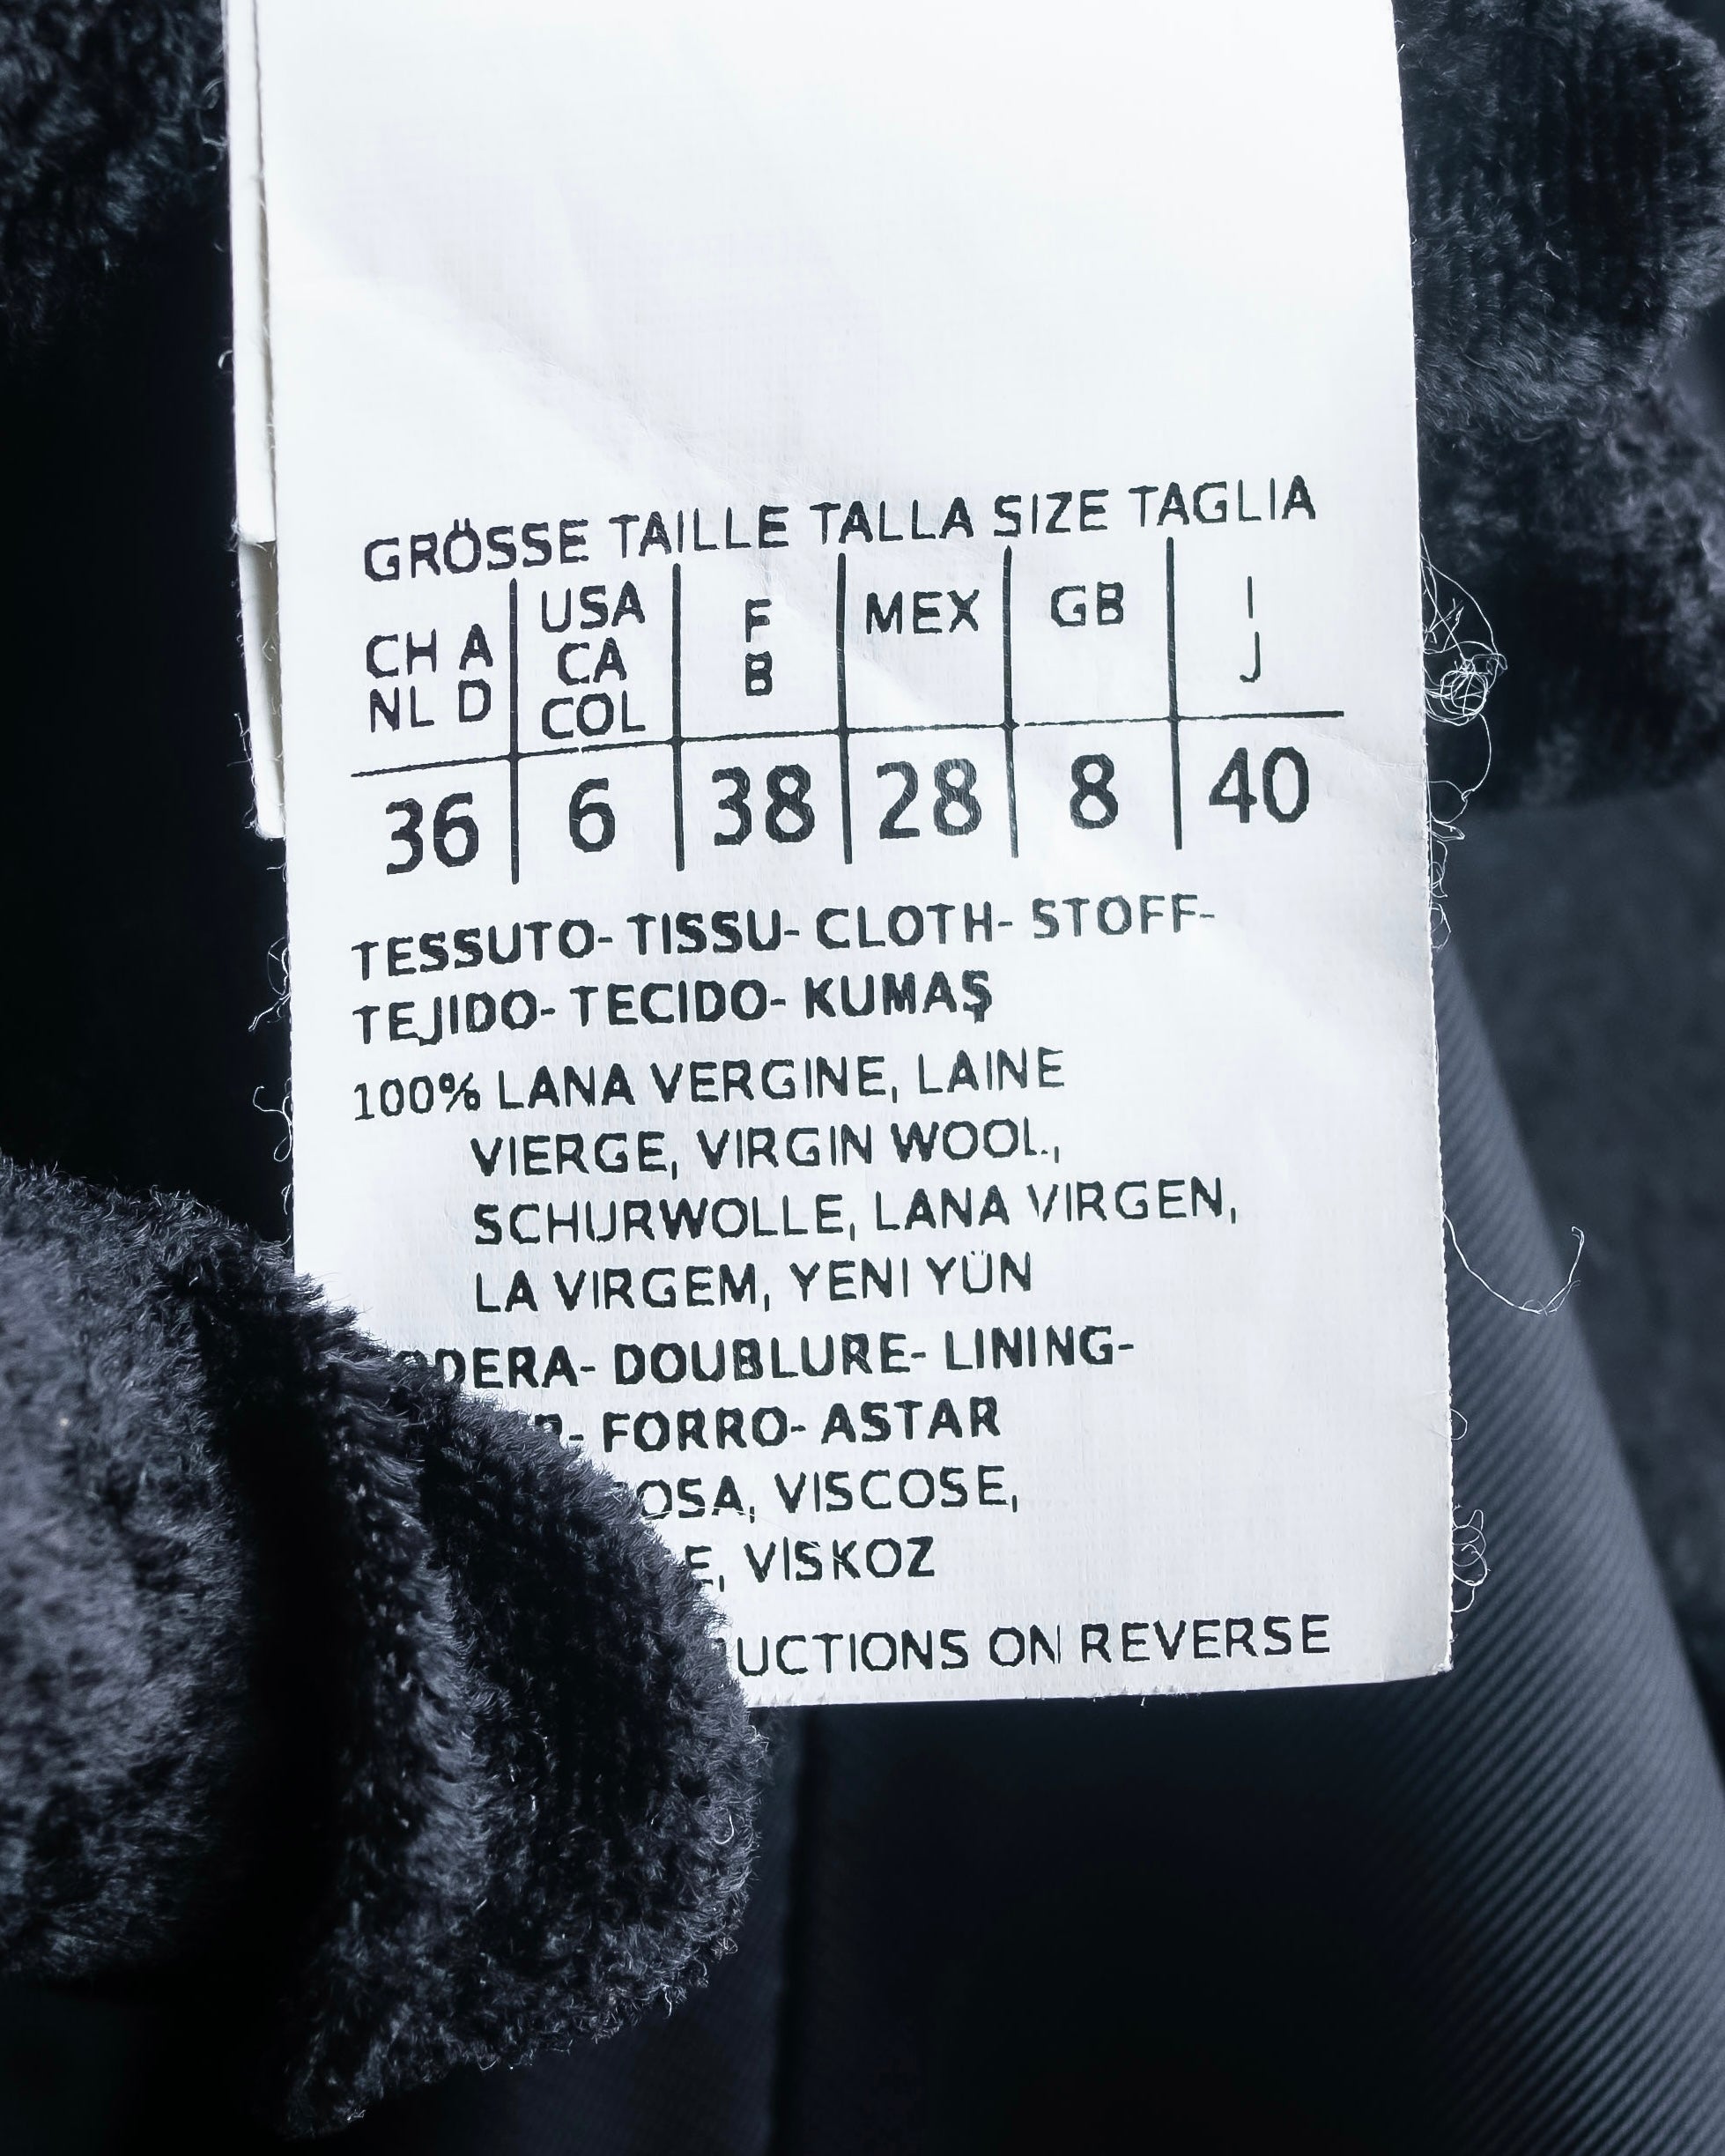 GRÖSSE TAILLE TALLA SIZE TAGLIA
CH A
NL D
USA
CA
COL
F
B
MEX
GB
I
J
36 6 38 28 8 40
TESSUTO- TISSU- CLOTH- STOFF-
TEJIDO- TECIDO- KUMAŞ
100% LANA VERGINE, LAINE
VIERGE, VIRGIN WOOL,
SCHURWOLLE, LANA VIRGEN,
LA VIRGEM, YENI YÜN
DOUBLURE- LINING-
FORRO- ASTAR
VISCOSE,
VISKOZ
ON REVERSE